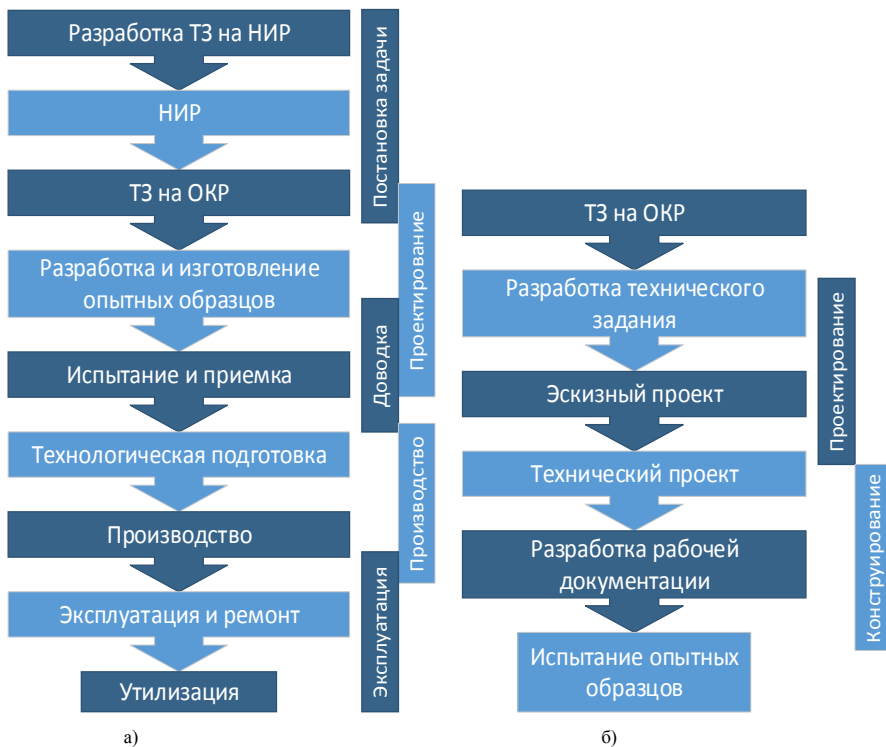 Разработка ТЗ на НИР
НИР
ТЗ на ОКР
Разработка и изготовление
опытных образцов
Испытание и приемка
Технологическая подготовка
Производство
Эксплуатация и ремонт
Утилизация
Постановка задачи
Проектирование
Доводка
Производство
Эксплуатация
а)
ТЗ на ОКР
Разработка технического
задания
Эскизный проект
Технический проект
Разработка рабочей
документации
Испытание опытных
образцов
Проектирование
Конструирование
б)